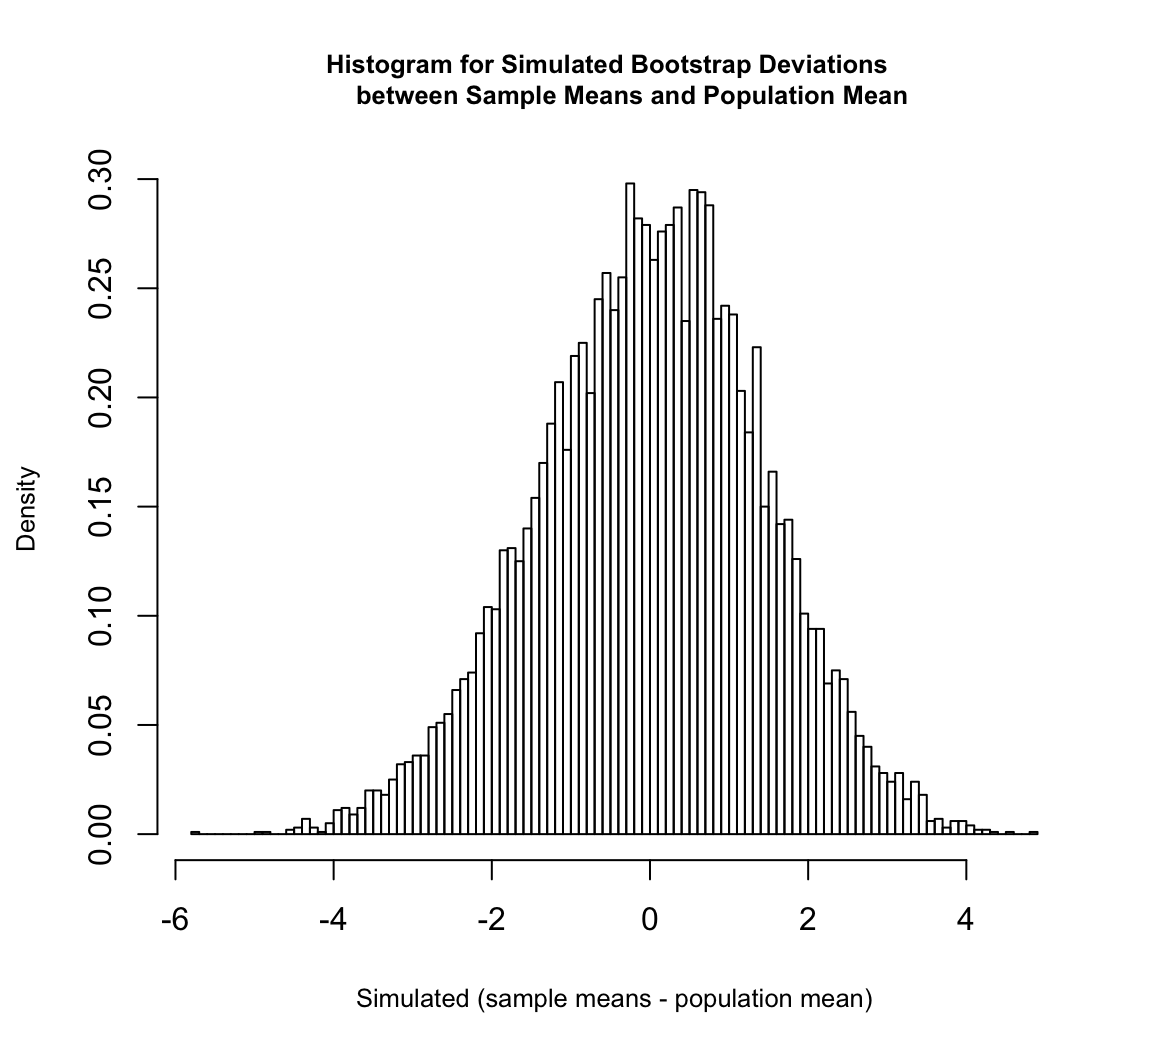 Histogram for Simulated Bootstrap Deviations
between Sample Means and Population Mean
0.30
0.25
0.20
0.15
0.10
0.05
0.00
Density
-6 -4 -2 0 2 4
Simulated (sample means - population mean)